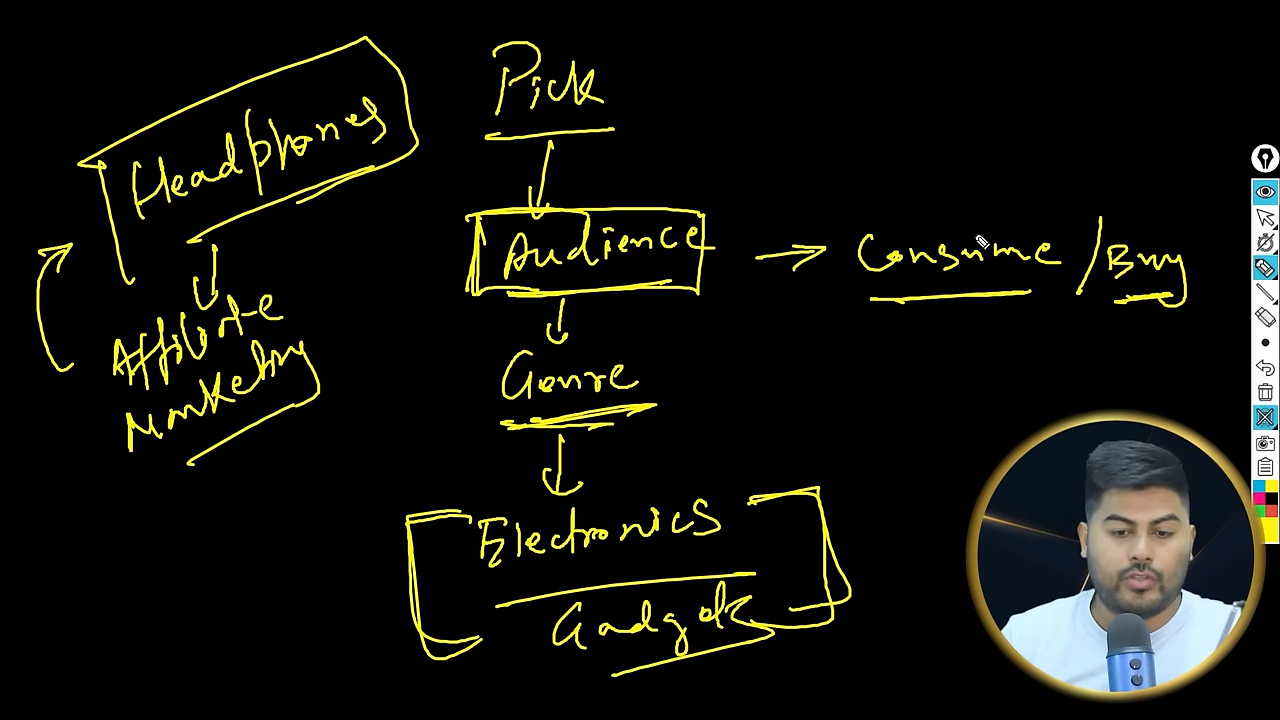 Pick
Headphones
Audience → Consume / Buy
Affiliate
Marketing
Genre
Electronics
Gadgets